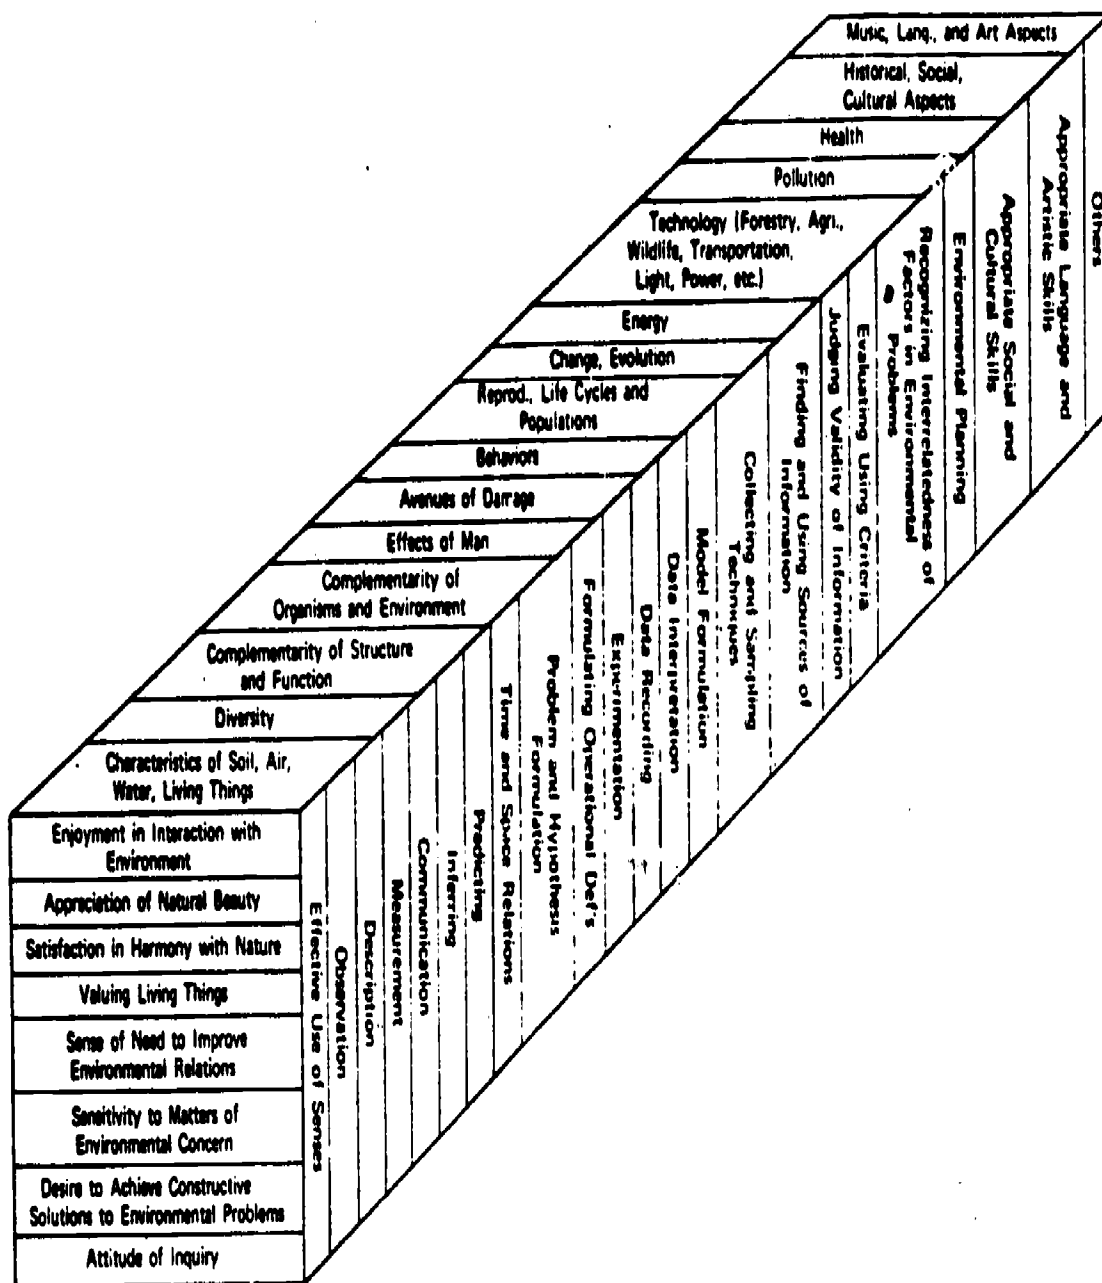 Music, Lang., and Art Aspects
Historical, Social,
Cultural Aspects
Health
Pollution
Technology (Forestry, Agri.,
Wildlife, Transportation,
Light, Power, etc.)
Energy
Change, Evolution
Reprod., Life Cycles and
Populations
Behaviors
Avenues of Damage
Effects of Man
Complementarity of
Organisms and Environment
Complementarity of Structure
and Function
Diversity
Characteristics of Soil, Air,
Water, Living Things
Enjoyment in Interaction with
Environment
Appreciation of Natural Beauty
Satisfaction in Harmony with Nature
Valuing Living Things
Sense of Need to Improve
Environmental Relations
Sensitivity to Matters of
Environmental Concern
Desire to Achieve Constructive
Solutions to Environmental Problems
Attitude of Inquiry
Effective Use of Senses
Observation
Description
Measurement
Communication
Inferring
Predicting
Time and Space Relations
Problem and Hypothesis
Formulation
Formulating Operational Def's
Experimentation
Data Recording
Data Interpretation
Model Formulation
Collecting and Sampling
Techniques
Finding and Using Sources of
Information
Judging Validity of Information
Evaluating Using Criteria
Recognizing Interrelatedness of
Factors in Environmental
Problems
Environmental Planning
Appropriate Social and
Cultural Skills
Appropriate Language and
Artistic Skills
Others